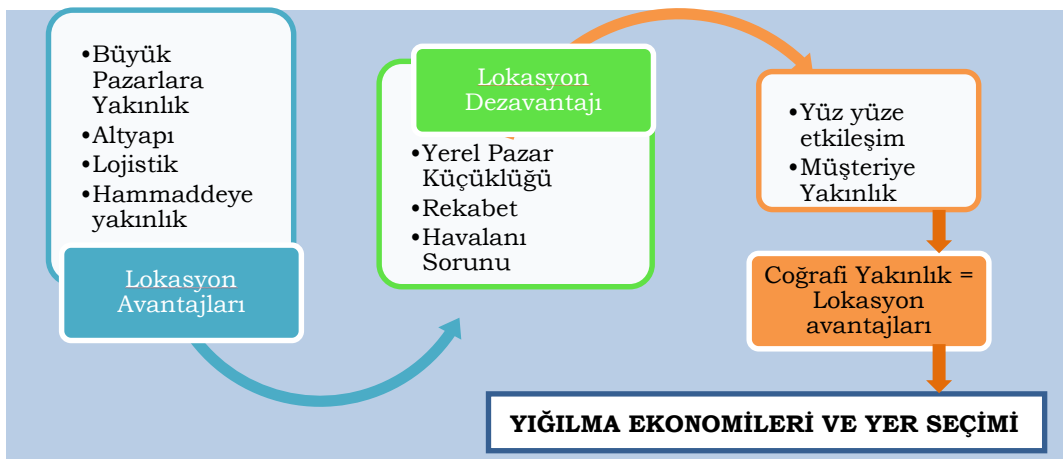 •Büyük
Pazarlara
Yakınlık
•Altyapı
•Lojistik
•Hammaddeye
yakınlık
Lokasyon
Avantajları
Lokasyon
Dezavantajı
•Yerel Pazar
Küçüklüğü
•Rekabet
•Havalanı
Sorunu
•Yüz yüze
etkileşim
•Müşteriye
Yakınlık
Coğrafi Yakınlık =
Lokasyon
avantajları
YIĞILMA EKONOMİLERİ VE YER SEÇİMİ